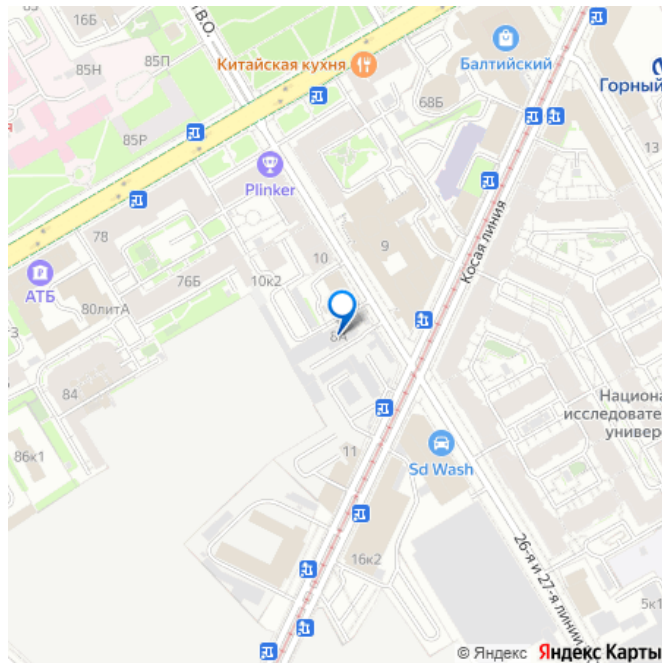 В.О.
16Б
85Н
85П
Китайская кухня
Балтийский
Горный
68Б
85Р
13
Plinker
Косая линия
78
10
9
76Б
10к2
АТБ
80литА
8А
84
Национа
исследовате
универ
86к1
11
Sd Wash
16к2
26-я и 27-я линии
5к1
© Яндекс Яндекс Карты